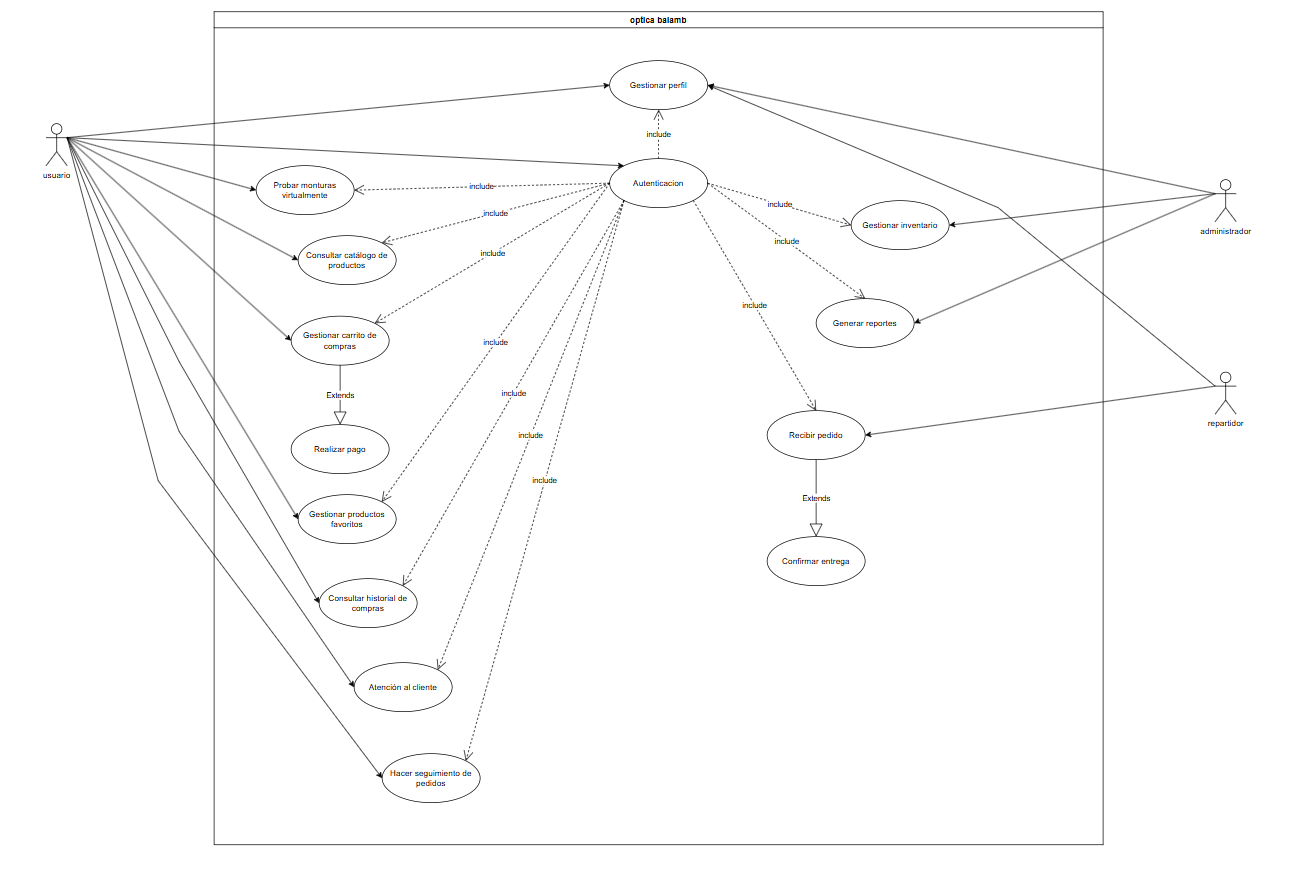 optica balamb
Gestionar perfil
include
usuario
Autenticacion
Probar monturas
virtualmente
include
include
administrador
include
Gestionar inventario
include
Consultar catálogo de
productos
include
include
Generar reportes
Gestionar carrito de
compras
include
include
Extends
include
repartidor
Realizar pago
include
Recibir pedido
include
Extends
Gestionar productos
favoritos
Confirmar entrega
Consultar historial de
compras
Atención al cliente
Hacer seguimiento de
pedidos